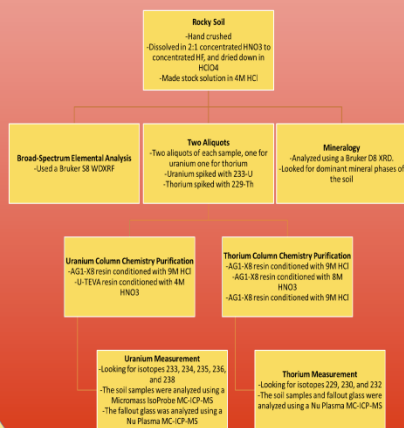 Rocky Soil
-Hand crushed
-Dissolved in 2:1 concentrated HNO3 to
concentrated HF, and dried down in
HClO4
-Made stock solution in 4M HCl
Broad-Spectrum Elemental Analysis
-Used a Bruker S8 WDXRF
Two Aliquots
-Two aliquots of each sample, one for
uranium one for thorium
-Uranium spiked with 233-U
-Thorium spiked with 229-Th
Mineralogy
-Analyzed using a Bruker D8 XRD.
-Looked for dominant mineral phases of
the soil
Uranium Column Chemistry Purification
-AG1-X8 resin conditioned with 9M HCl
-U-TEVA resin conditioned with 4M
HNO3
Thorium Column Chemistry Purification
-AG1-X8 resin conditioned with 9M HCl
-AG1-X8 resin conditioned with 8M
HNO3
-AG1-X8 resin conditioned with 9M HCl
Uranium Measurement
-Looking for isotopes 233, 234, 235, 236,
and 238
-The soil samples were analyzed using a
Micromass IsoProbe MC-ICP-MS
-The fallout glass was analyzed using a
Nu Plasma MC-ICP-MS
Thorium Measurement
-Looking for isotopes 229, 230, and 232
-The soil samples and fallout glass were
analyzed using a Nu Plasma MC-ICP-MS